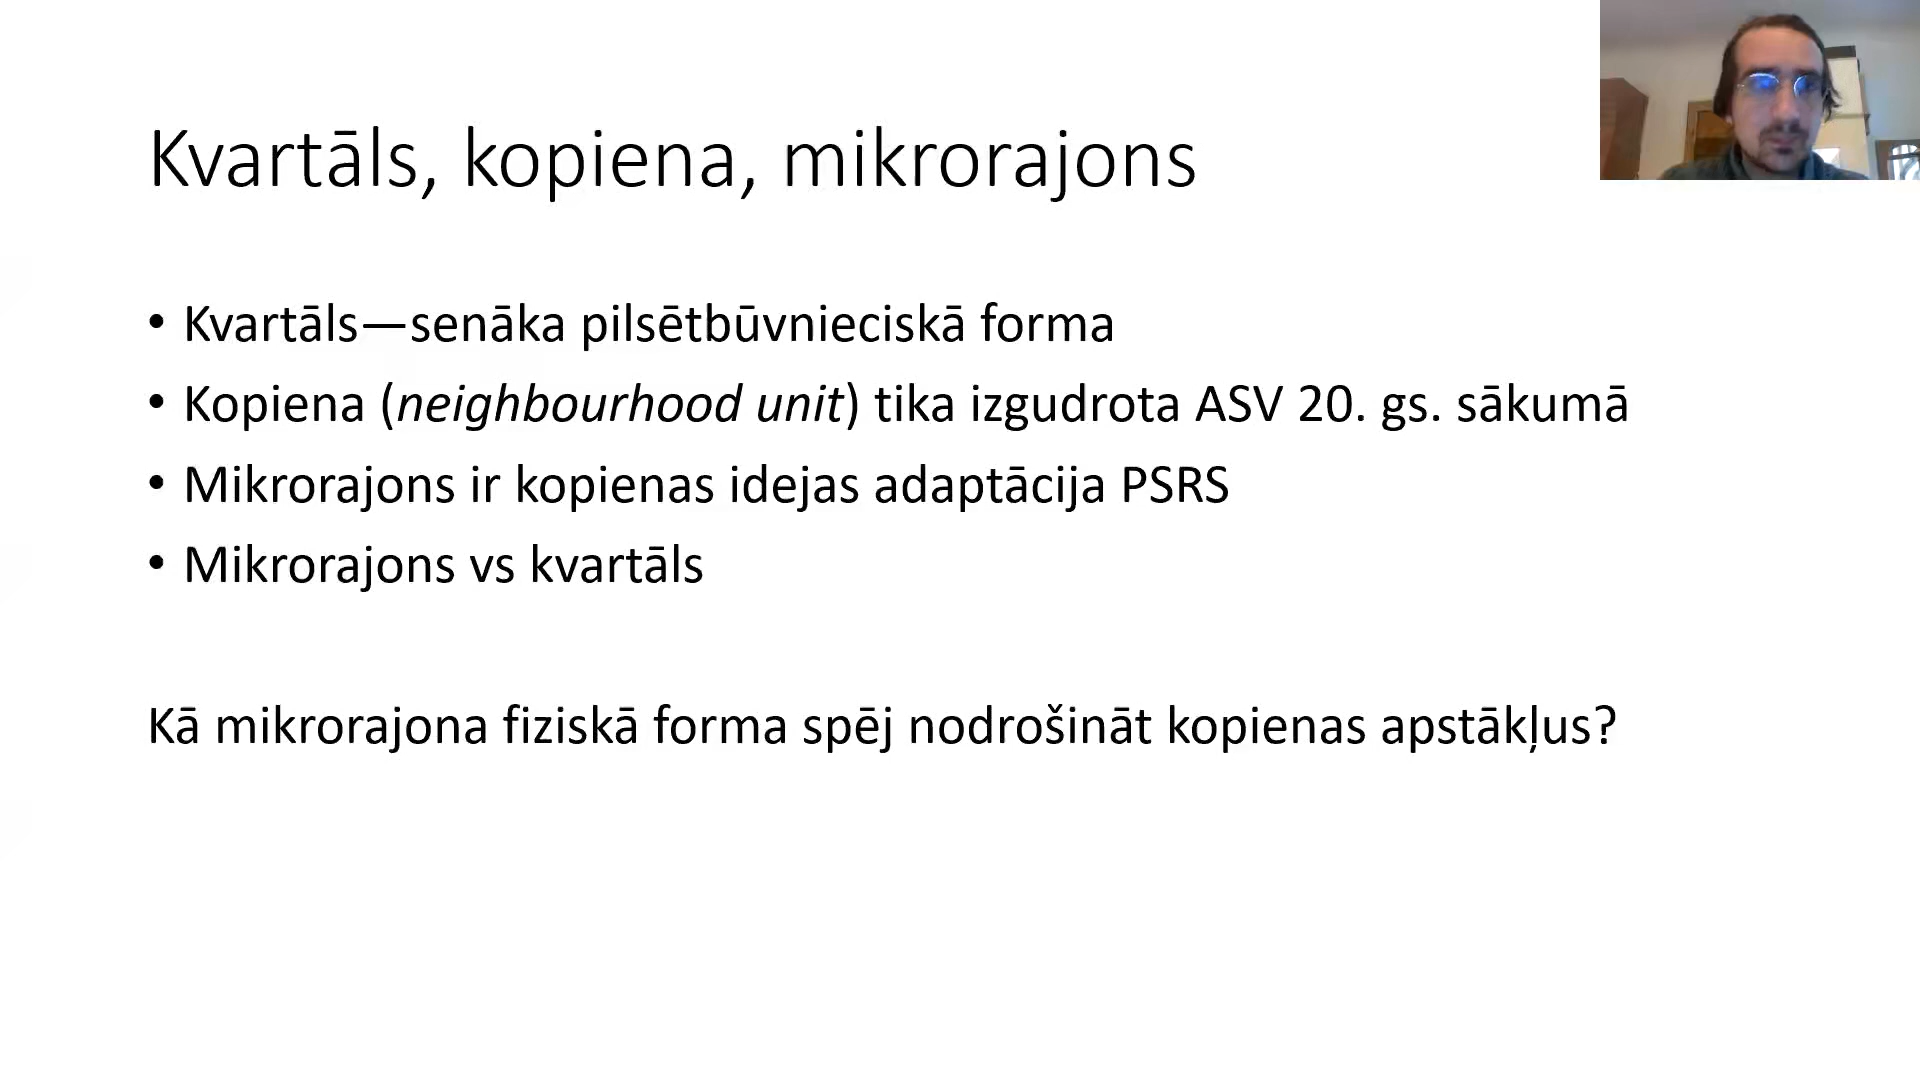 Kvartāls, kopiena, mikrorajons
• Kvartāls—senāka pilsētbūvnieciskā forma
• Kopiena (neighbourhood unit) tika izgudrota ASV 20. gs. sākumā
• Mikrorajons ir kopienas idejas adaptācija PSRS
• Mikrorajons vs kvartāls
Kā mikrorajona fiziskā forma spēj nodrošināt kopienas apstākļus?